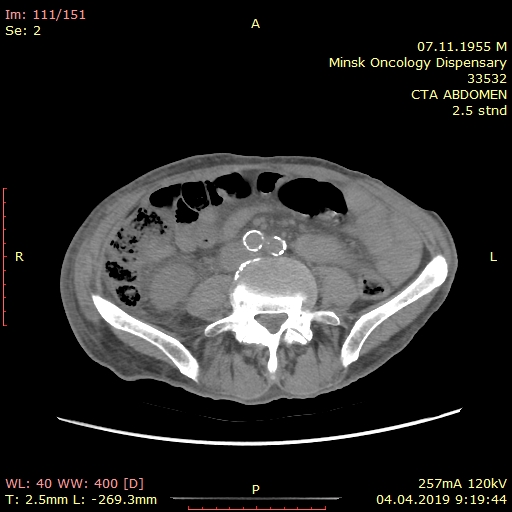 Im: 111/151
Se: 2
A
07.11.1955 M
Minsk Oncology Dispensary
33532
CTA ABDOMEN
2.5 stnd
R
L
WL: 40 WW: 400 [D]
T: 2.5mm L: -269.3mm
P
257mA 120kV
04.04.2019 9:19:44